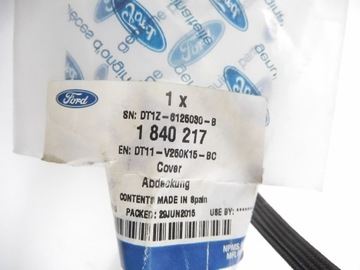 Ford
1 x
SN: DT1Z-6125030-B
1 840 217
EN: DT11-V250K15-BC
Cover
Abdeckung
CONTENTS MADE IN Spain
PACKED: 29JUN2015 USE BY: ********